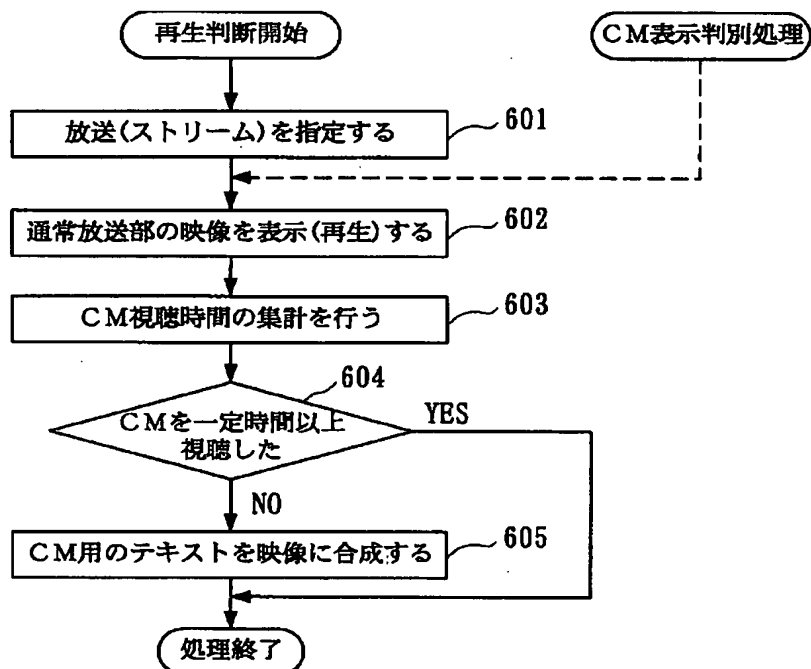 再生判断開始
CM表示判別処理
放送(ストリーム)を指定する
601
通常放送部の映像を表示(再生)する
602
CM視聴時間の集計を行う
603
604
CMを一定時間以上
視聴した
YES
NO
CM用のテキストを映像に合成する
605
処理終了